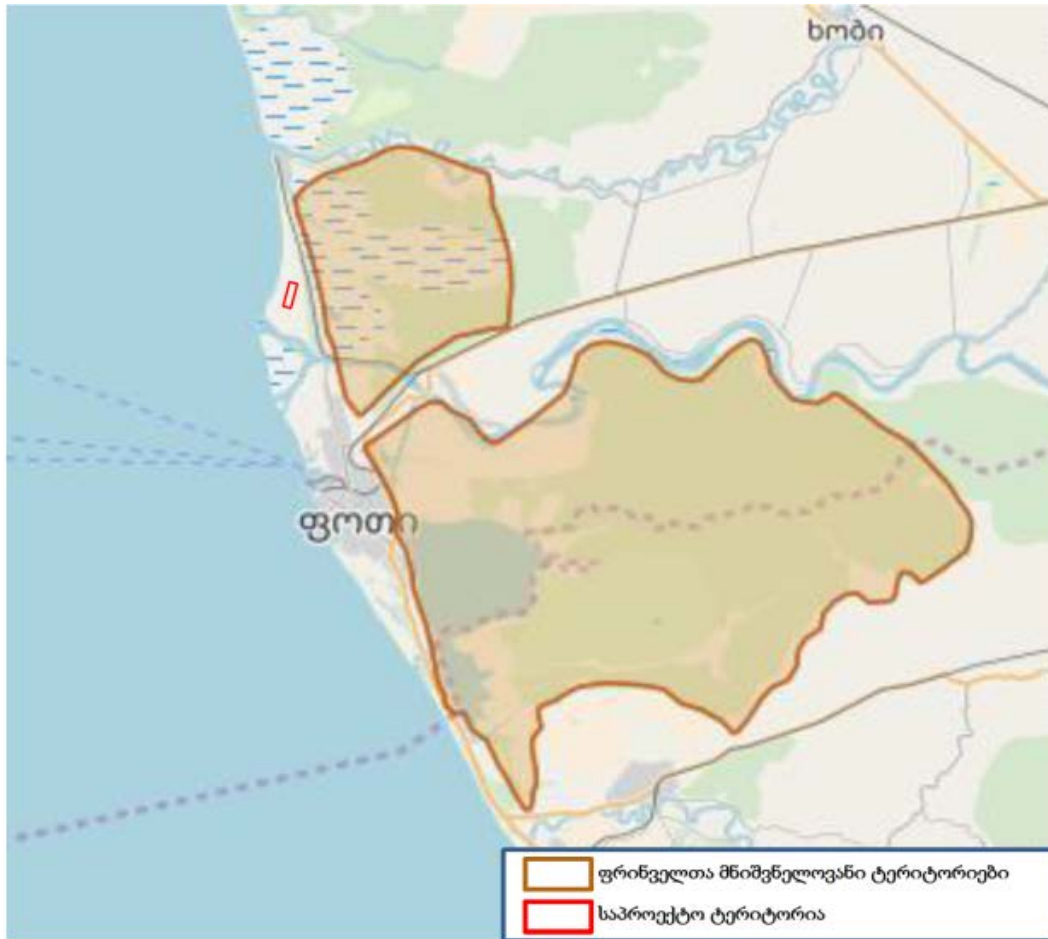 ხობი
ფოთი
ფრინველთა მნიშვნელოვანი ტერიტორიები
საპროექტო ტერიტორია